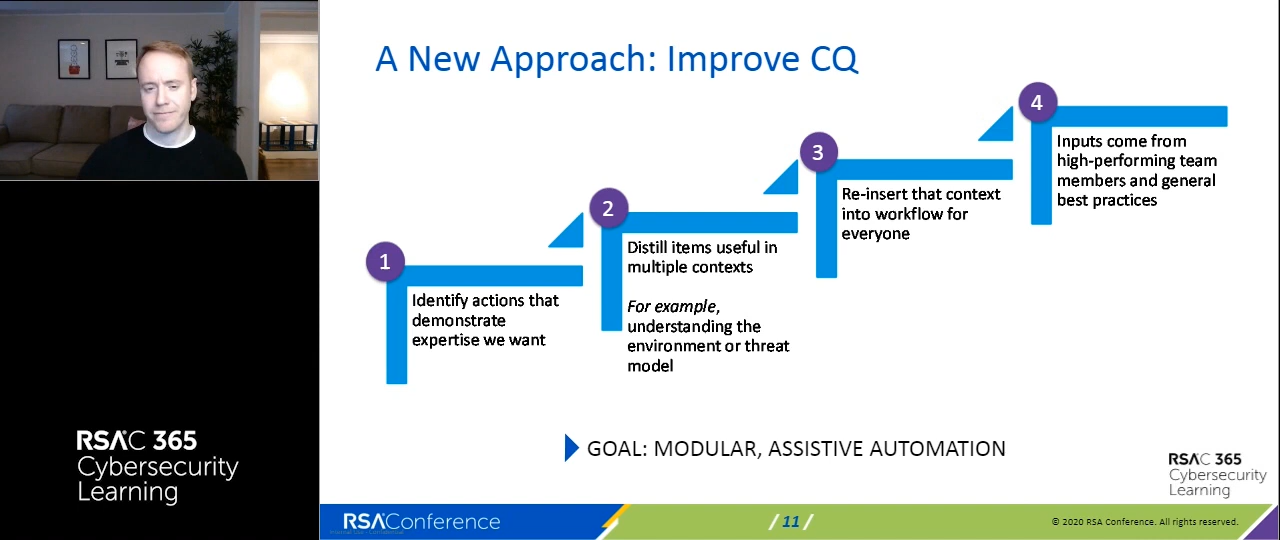 A New Approach: Improve CQ
1
Identify actions that
demonstrate
expertise we want
2
Distill items useful in
multiple contexts
For example,
understanding the
environment or threat
model
3
Re-insert that context
into workflow for
everyone
4
Inputs come from
high-performing team
members and general
best practices
GOAL: MODULAR, ASSISTIVE AUTOMATION
RSAC 365
Cybersecurity
Learning
RSAC 365
Cybersecurity
Learning
RSAConference
/ 11 /
© 2020 RSA Conference. All rights reserved.